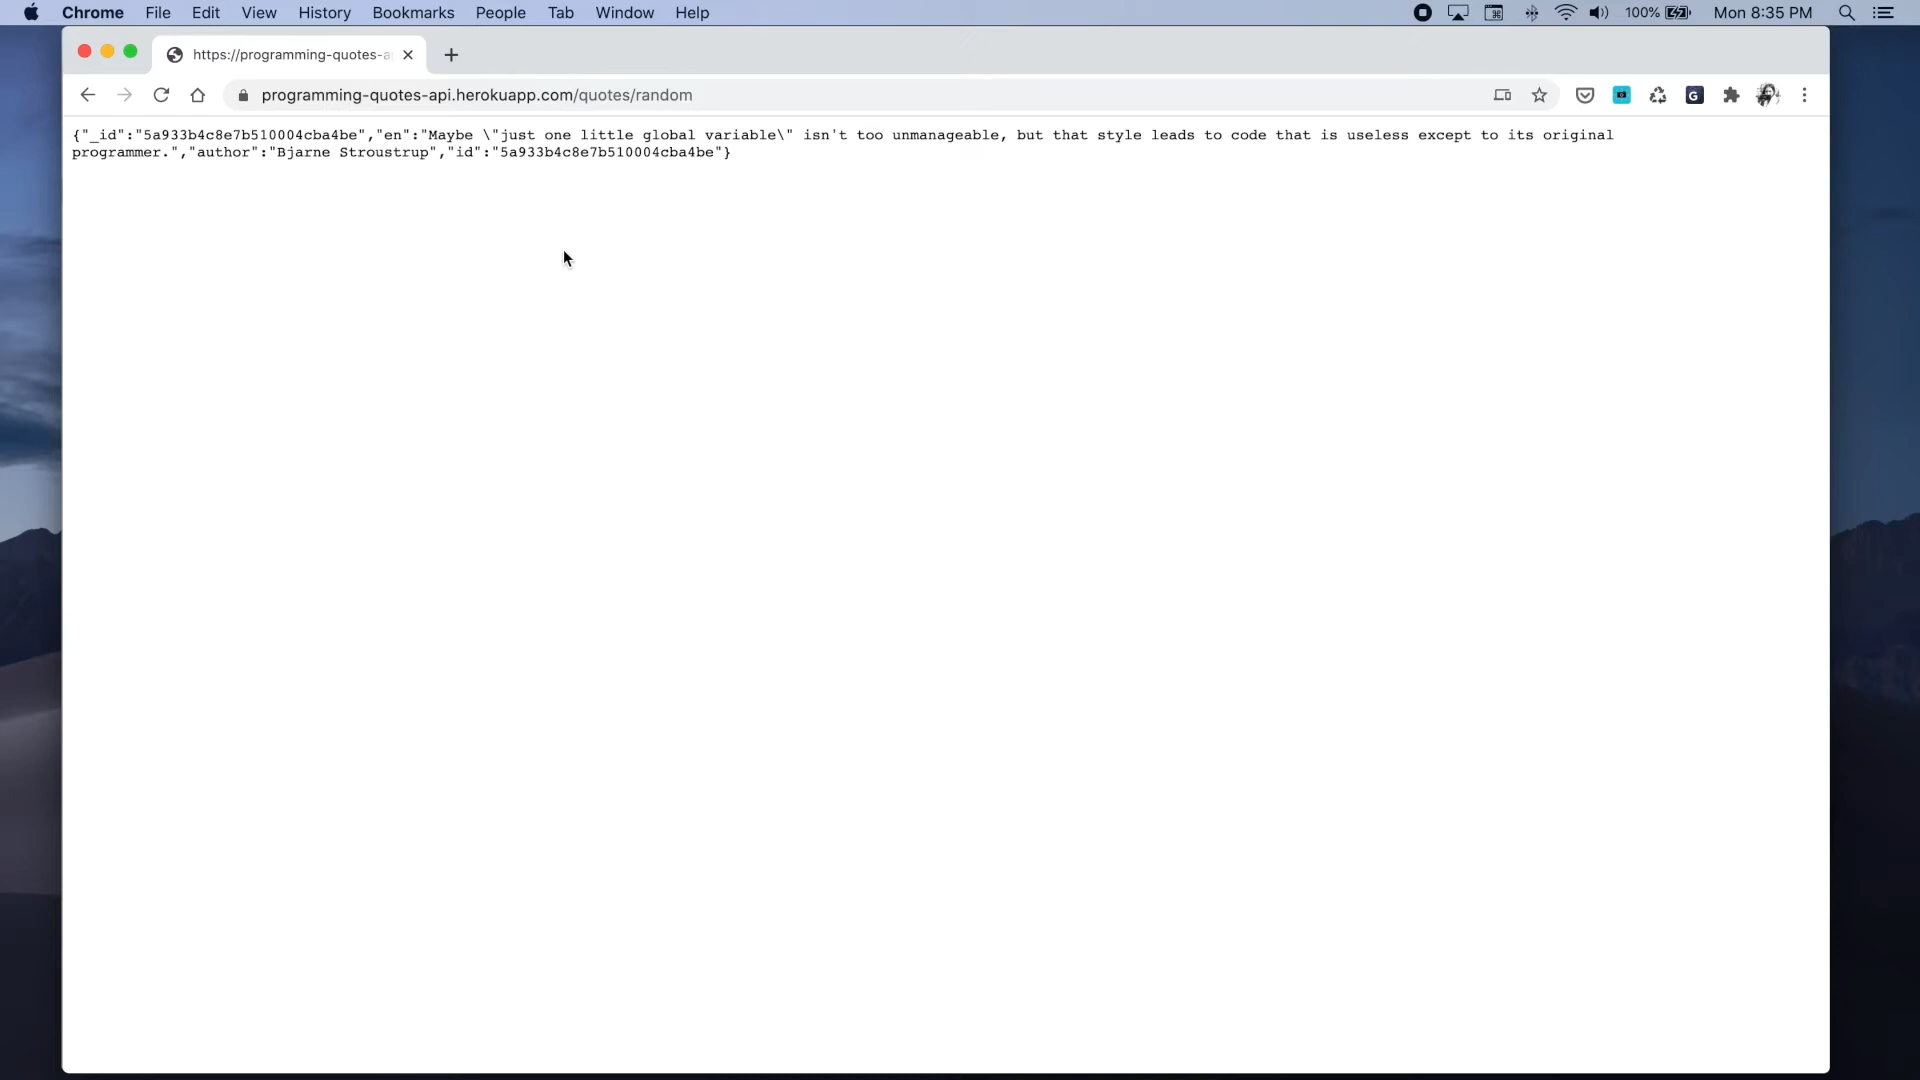 Chrome File Edit View History Bookmarks People Tab Window Help 100% Mon 8:35 PM
https://programming-quotes-a
programming-quotes-api.herokuapp.com/quotes/random
{"_id":"5a933b4c8e7b510004cba4be","en":"Maybe \"just one little global variable\" isn't too unmanageable, but that style leads to code that is useless except to its original
programmer.","author":"Bjarne Stroustrup","id":"5a933b4c8e7b510004cba4be"}